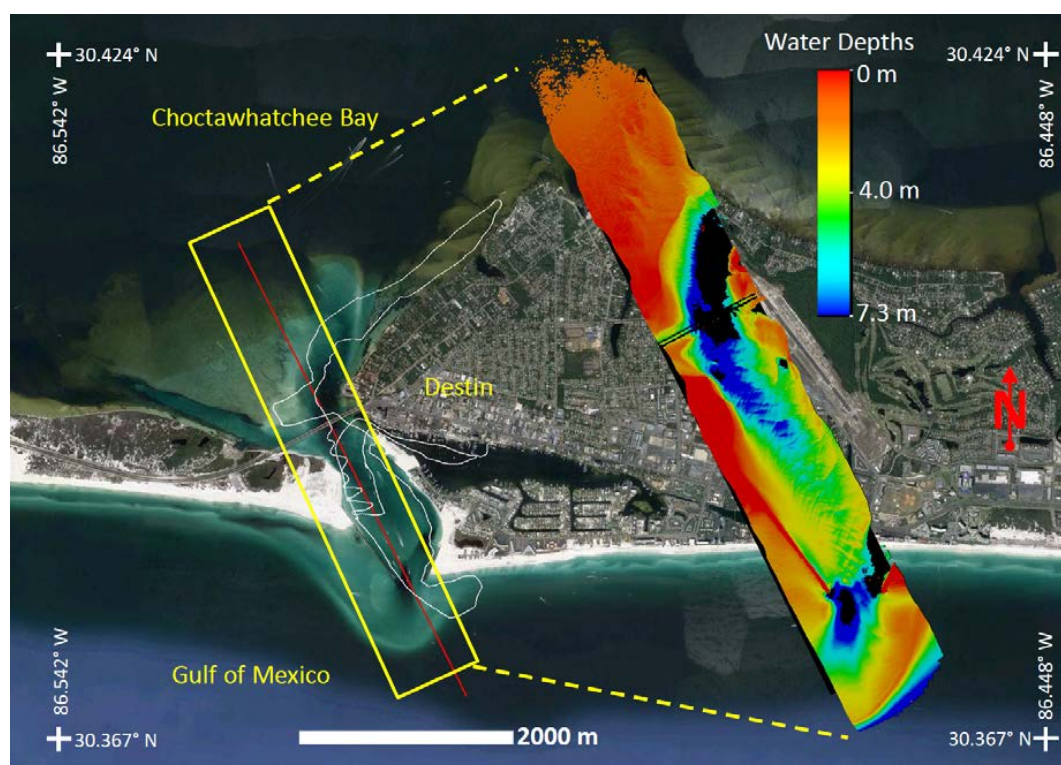 30.424° N
86.542° W
Choctawhatchee Bay
Water Depths
0 m
4.0 m
7.3 m
30.424° N
86.448° W
Destin
N
Gulf of Mexico
86.542° W
30.367° N
2000 m
86.448° W
30.367° N